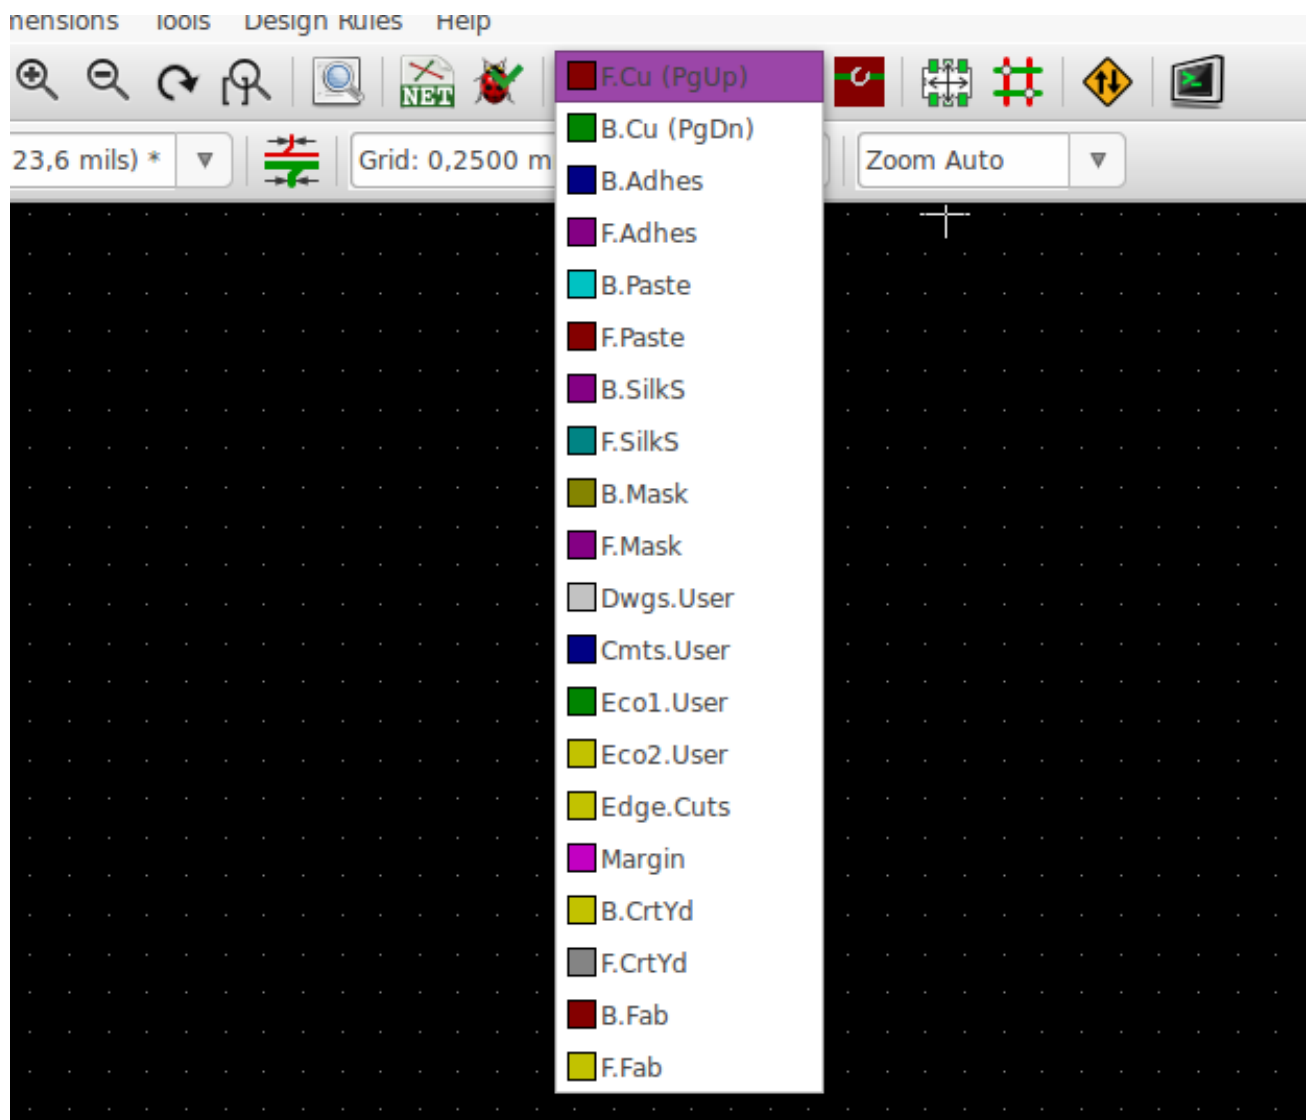 Tools Design Rules Help
NET
23,6 mils) *
Grid: 0,2500 m
Zoom Auto
F.Cu (PgUp)
B.Cu (PgDn)
B.Adhes
F.Adhes
B.Paste
F.Paste
B.SilkS
F.SilkS
B.Mask
F.Mask
Dwgs.User
Cmts.User
Eco1.User
Eco2.User
Edge.Cuts
Margin
B.CrtYd
F.CrtYd
B.Fab
F.Fab